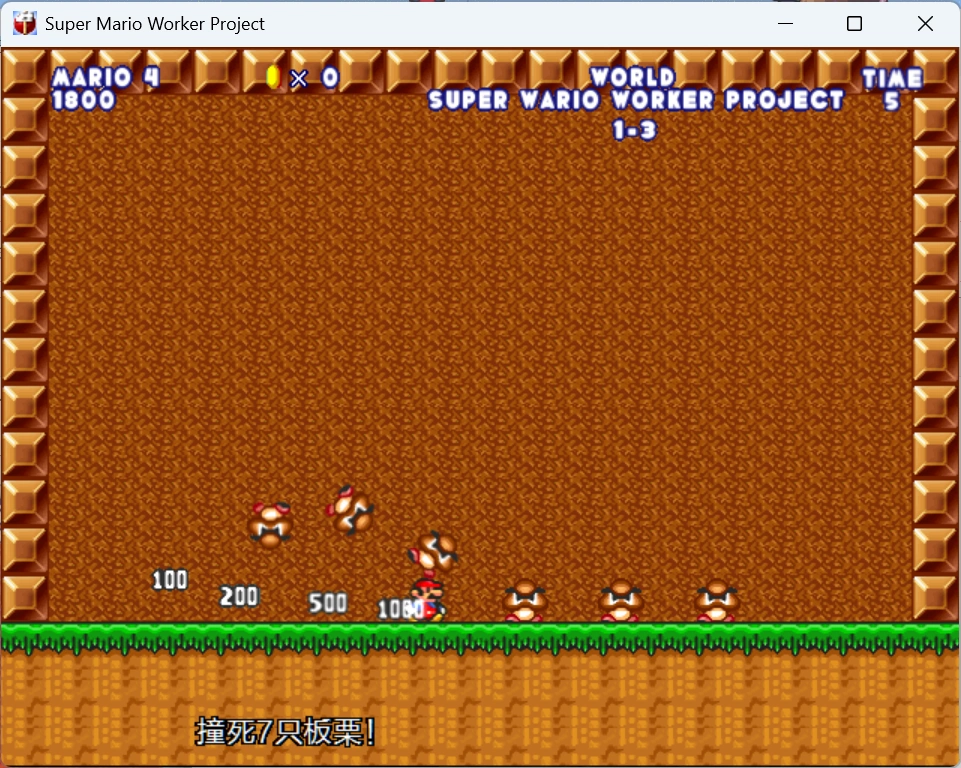 Super Mario Worker Project
MARIO 4 × 0 WORLD TIME
1800 SUPER WARIO WORKER PROJECT 5
1-3
100
200
500
1000
撞死7只板栗!